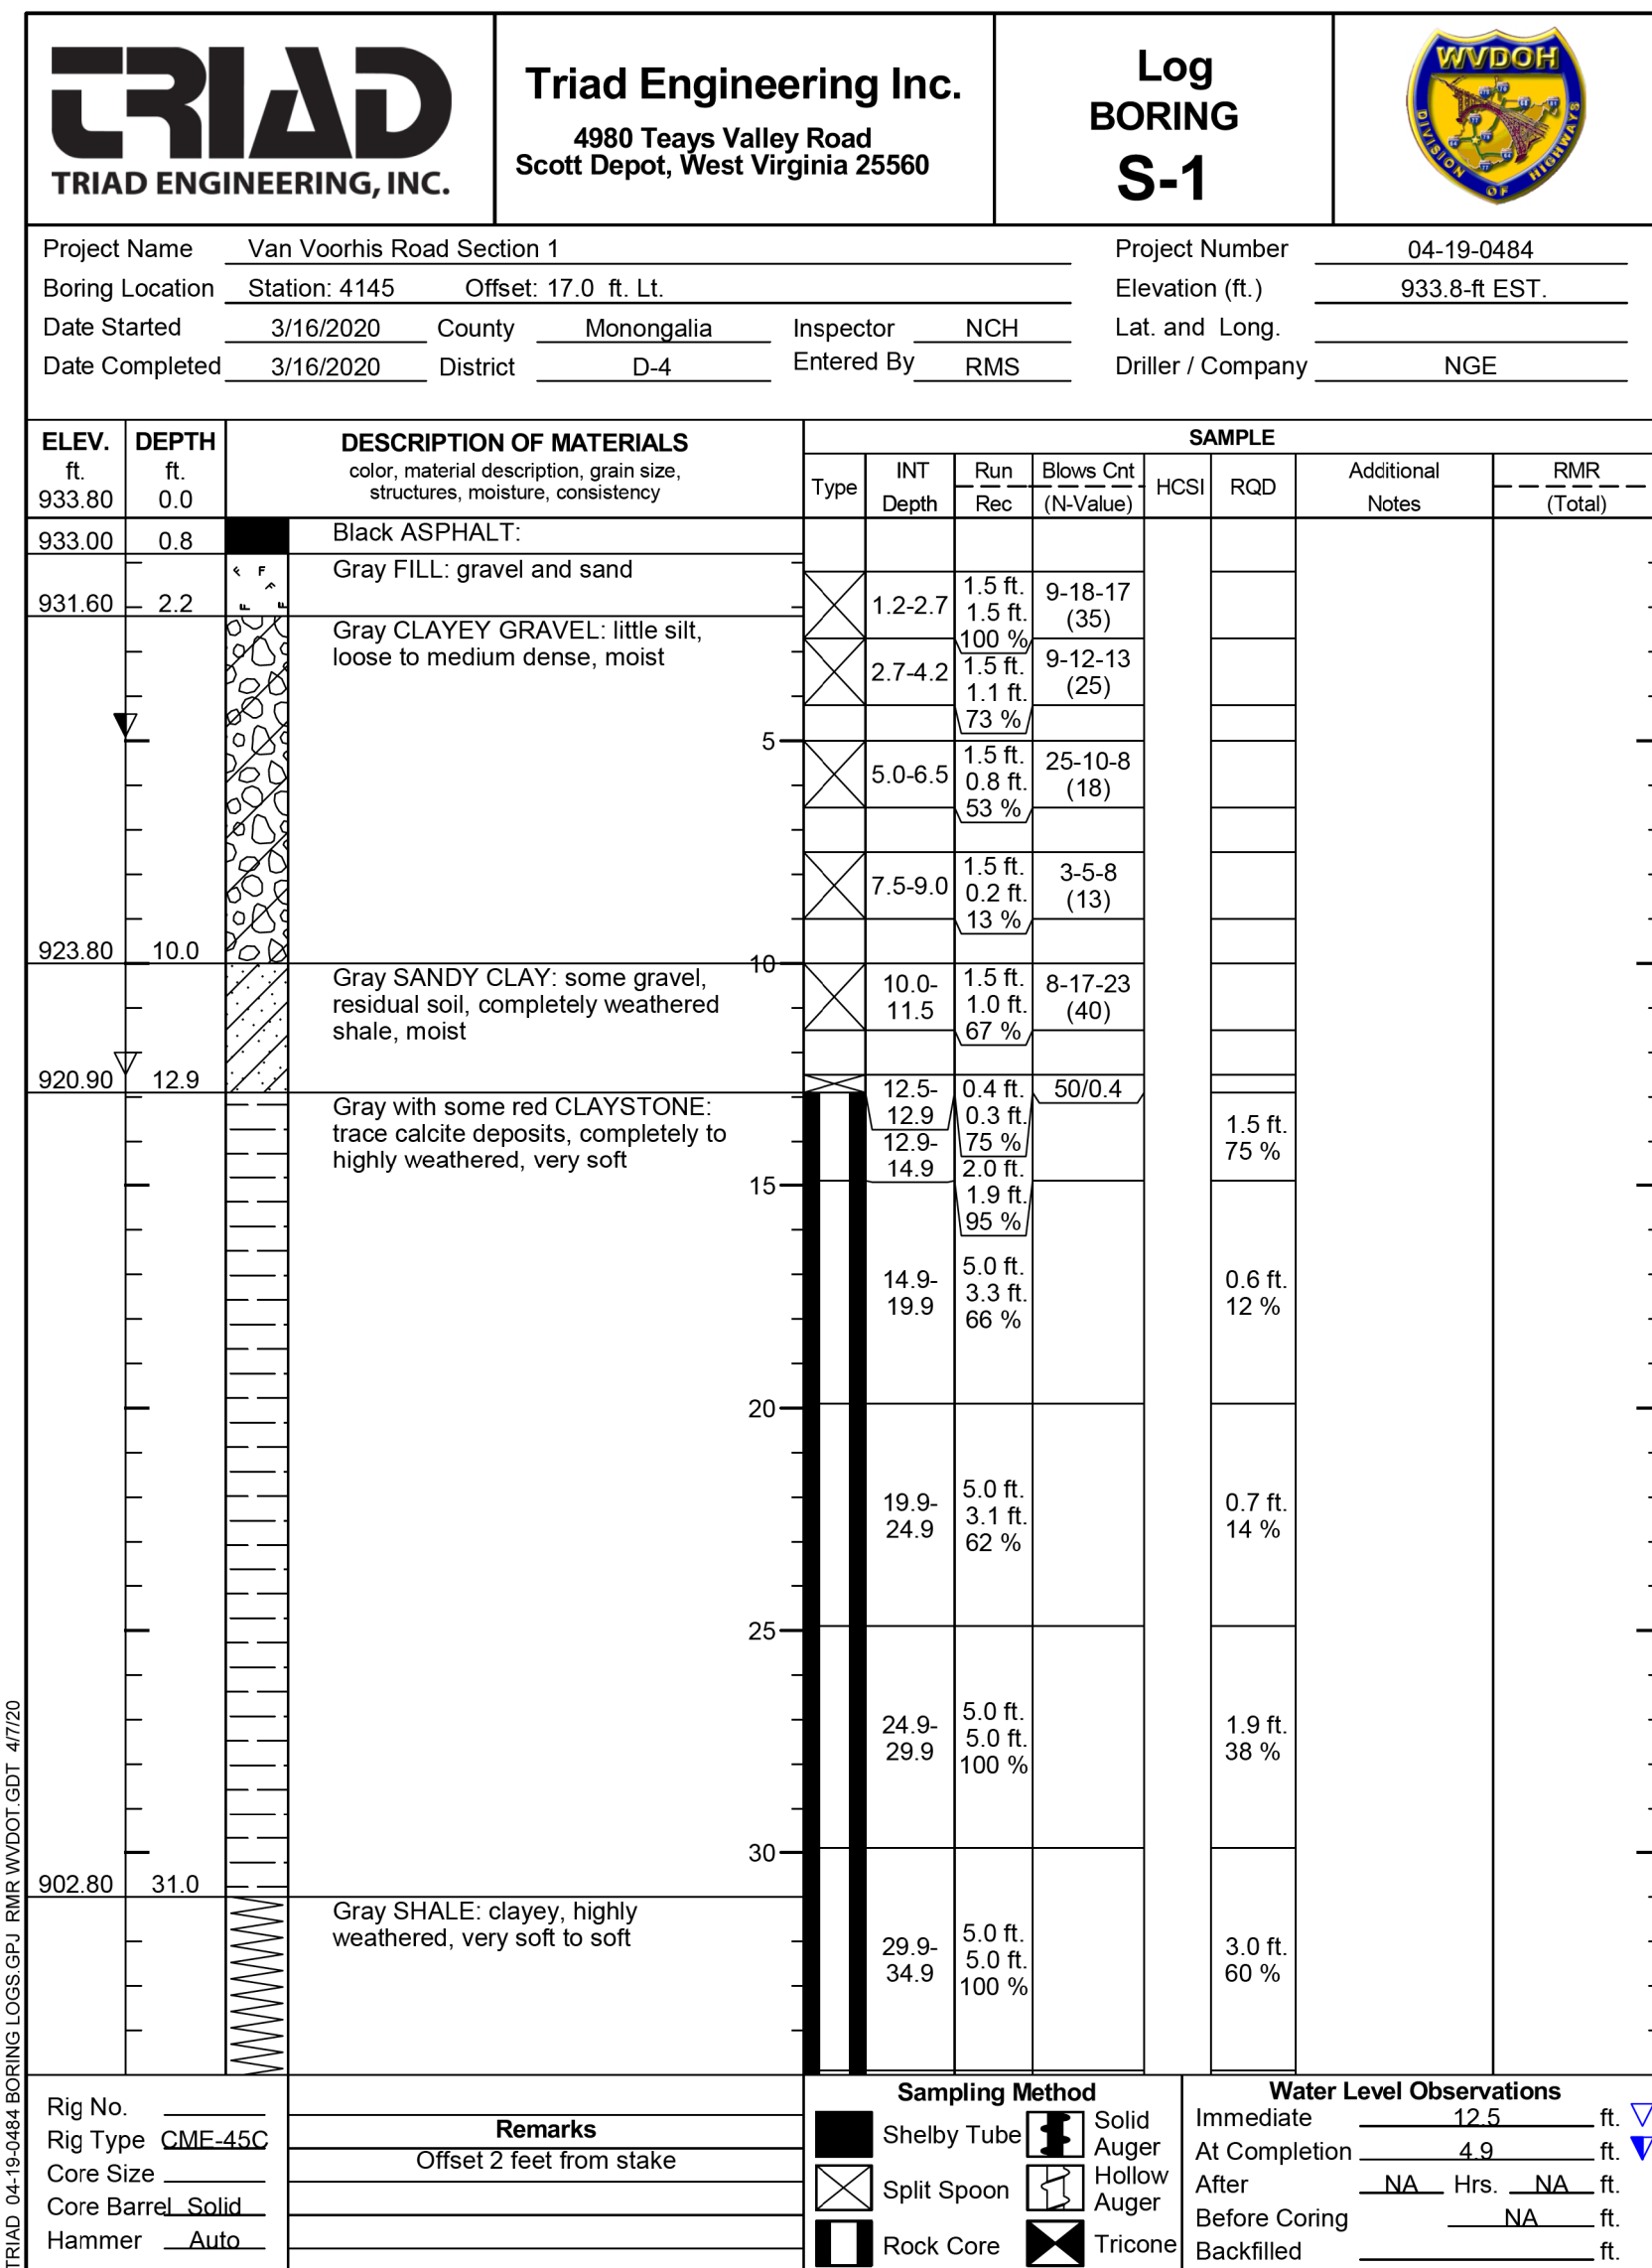 TRIAD
TRIAD ENGINEERING, INC.
Triad Engineering Inc.
4980 Teays Valley Road
Scott Depot, West Virginia 25560
Log
BORING
S-1
WVDOH
DIVISION OF HIGHWAYS
Project Name Van Voorhis Road Section 1 Project Number 04-19-0484
Boring Location Station: 4145 Offset: 17.0 ft. Lt. Elevation (ft.) 933.8-ft EST.
Date Started 3/16/2020 County Monongalia Inspector NCH Lat. and Long.
Date Completed 3/16/2020 District D-4 Entered By RMS Driller / Company NGE
ELEV. DEPTH DESCRIPTION OF MATERIALS SAMPLE
ft. ft. color, material description, grain size,
933.80 0.0 structures, moisture, consistency
Type INT Depth Run Rec Blows Cnt (N-Value) HCSI RQD Additional Notes RMR (Total)
933.00 0.8 Black ASPHALT:
Gray FILL: gravel and sand
931.60 2.2
1.2-2.7 1.5 ft. 1.5 ft. 100 % 9-18-17 (35)
Gray CLAYEY GRAVEL: little silt,
loose to medium dense, moist
2.7-4.2 1.5 ft. 1.1 ft. 73 % 9-12-13 (25)
5
5.0-6.5 1.5 ft. 0.8 ft. 53 % 25-10-8 (18)
7.5-9.0 1.5 ft. 0.2 ft. 13 % 3-5-8 (13)
923.80 10.0
10
Gray SANDY CLAY: some gravel,
residual soil, completely weathered
shale, moist
10.0-11.5 1.5 ft. 1.0 ft. 67 % 8-17-23 (40)
920.90 12.9
12.5-12.9 0.4 ft. 0.3 ft. 75 % 50/0.4
Gray with some red CLAYSTONE:
trace calcite deposits, completely to
highly weathered, very soft
12.9-14.9 2.0 ft. 1.9 ft. 95 % 1.5 ft. 75 %
15
14.9-19.9 5.0 ft. 3.3 ft. 66 % 0.6 ft. 12 %
20
19.9-24.9 5.0 ft. 3.1 ft. 62 % 0.7 ft. 14 %
25
24.9-29.9 5.0 ft. 5.0 ft. 100 % 1.9 ft. 38 %
30
902.80 31.0
Gray SHALE: clayey, highly
weathered, very soft to soft
29.9-34.9 5.0 ft. 5.0 ft. 100 % 3.0 ft. 60 %
Rig No.
Rig Type CME-45C
Core Size
Core Barrel Solid
Hammer Auto
Remarks
Offset 2 feet from stake
Sampling Method
Shelby Tube Solid Auger
Split Spoon Hollow Auger
Rock Core Tricone
Water Level Observations
Immediate 12.5 ft.
At Completion 4.9 ft.
After NA Hrs. NA ft.
Before Coring NA ft.
Backfilled ft.
TRIAD 04-19-0484 BORING LOGS.GPJ RMR WVDOT.GDT 4/7/20